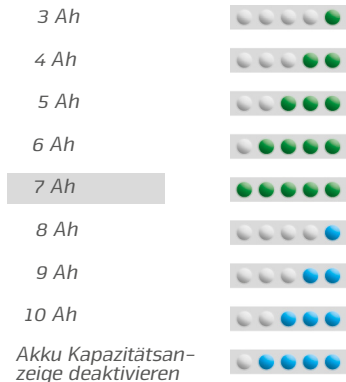 3 Ah
4 Ah
5 Ah
6 Ah
7 Ah
8 Ah
9 Ah
10 Ah
Akku Kapazitätsan-
zeige deaktivieren